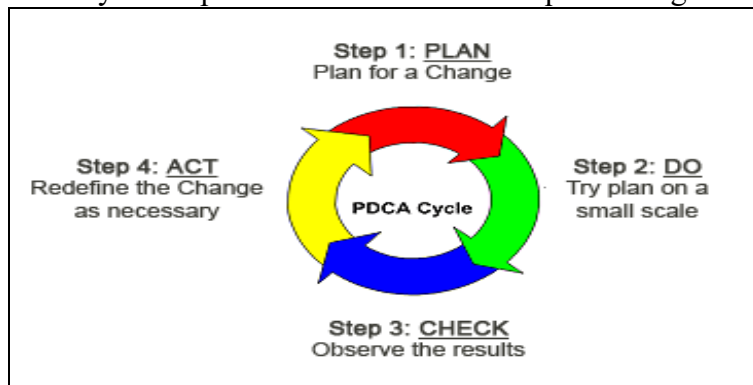 Step 1: PLAN
Plan for a Change
Step 4: ACT
Redefine the Change
as necessary
PDCA Cycle
Step 2: DO
Try plan on a
small scale
Step 3: CHECK
Observe the results